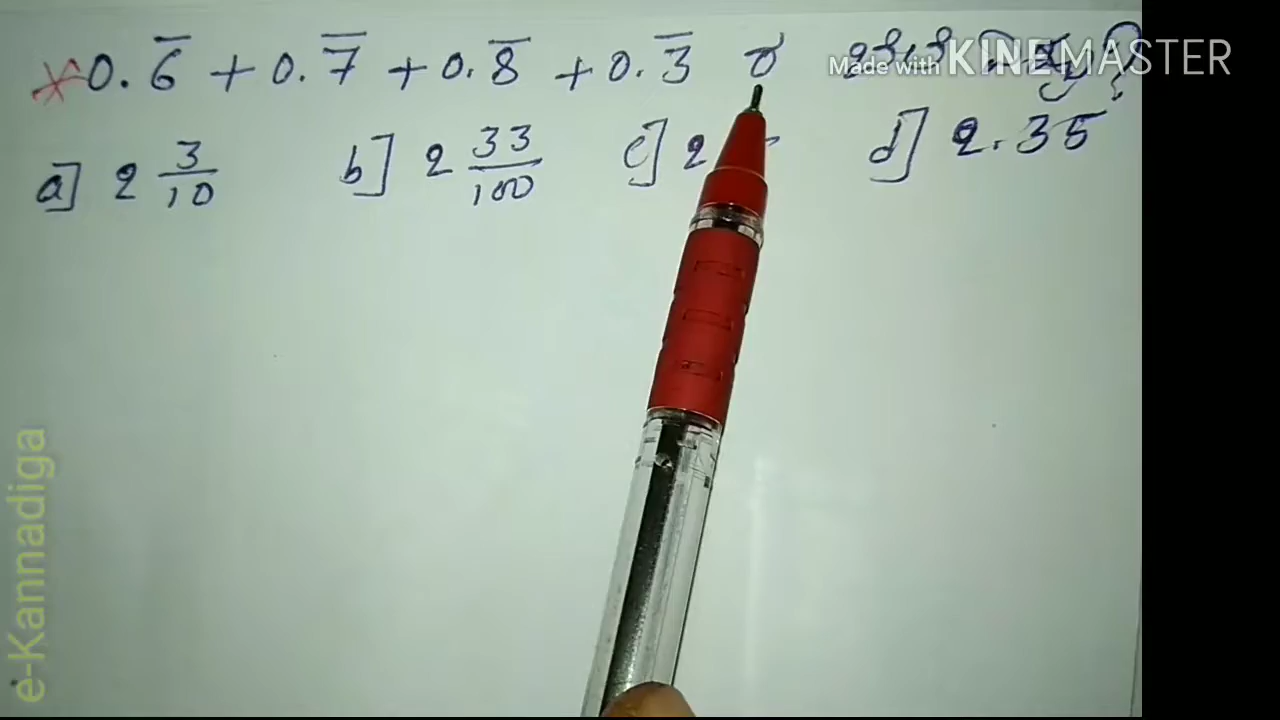 0.6̅ + 0.7̅ + 0.8̅ + 0.3̅ ರ
Made with KINEMASTER
a] 2 3/10 b] 2 33/100 c] 2 d] 2.35
e-Kannadiga